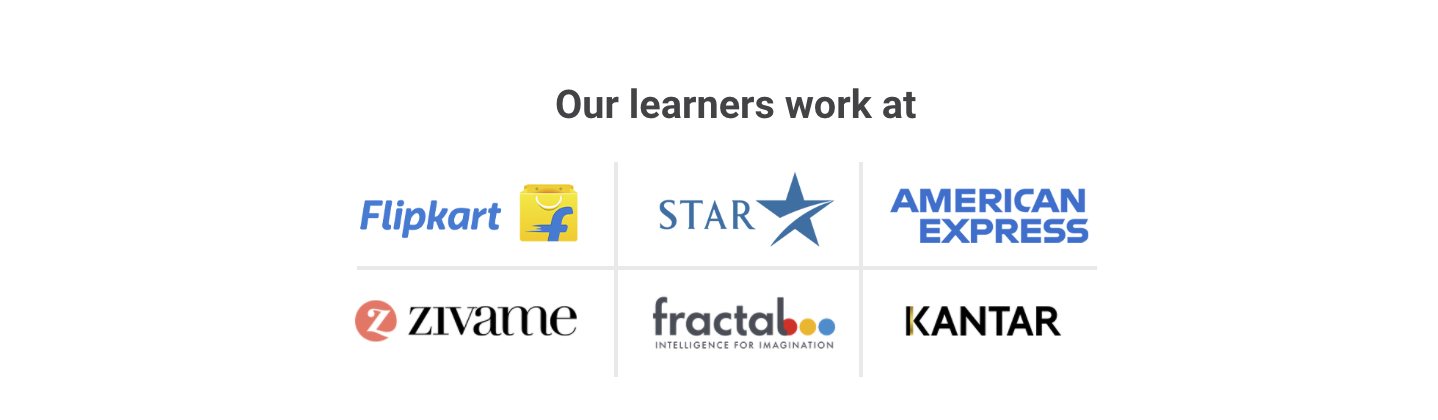 Our learners work at
Flipkart f
STAR
AMERICAN
EXPRESS
z zivame
fractal
INTELLIGENCE FOR IMAGINATION
KANTAR